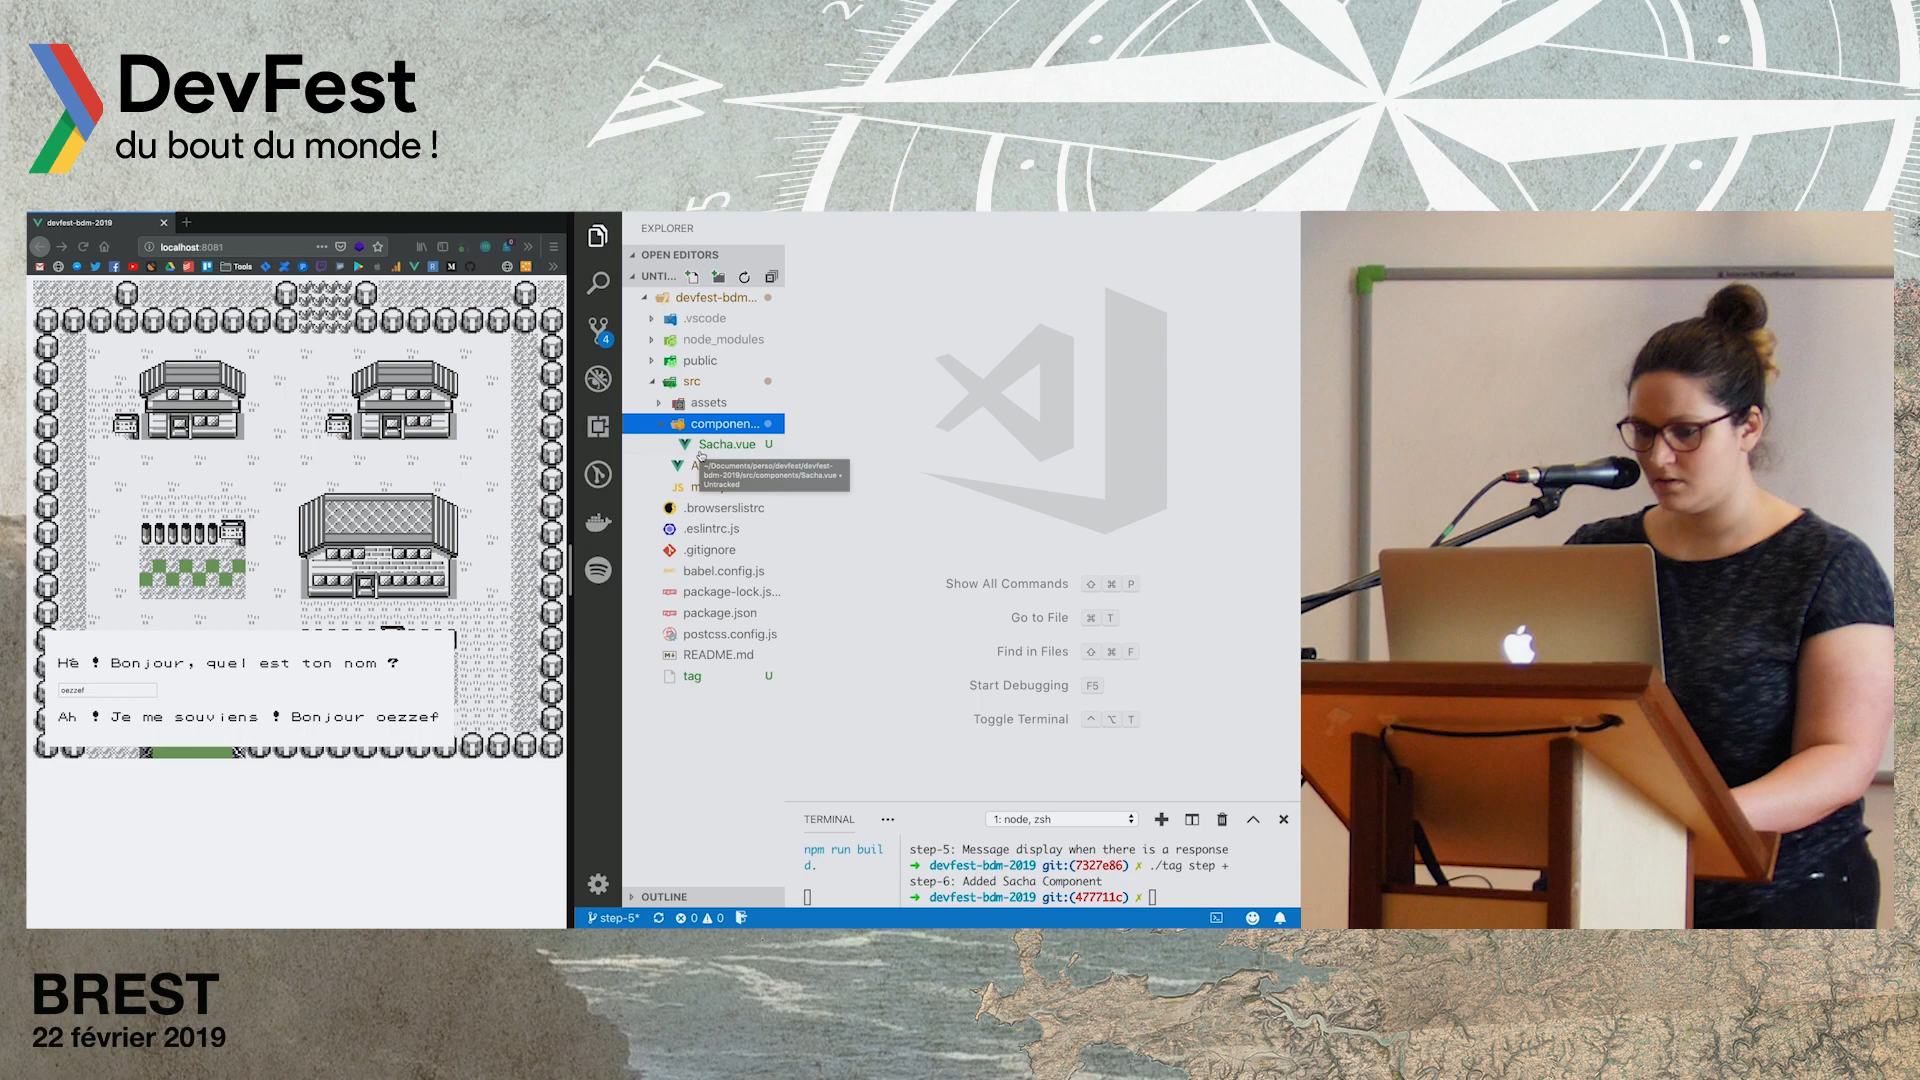 DevFest
du bout du monde !
W
devfest-bdm-2019
localhost:8081
Tools
M
R
M
Hé ! Bonjour, quel est ton nom ?
oezzef
Ah ! Je me souviens ! Bonjour oezzef
EXPLORER
OPEN EDITORS
UNTI...
devfest-bdm...
.vscode
node_modules
public
src
assets
componen...
Sacha.vue U
A
~/Documents/perso/devfest/devfest-
bdm-2019/src/components/Sacha.vue •
Untracked
JS m
.browserslistrc
.eslintrc.js
.gitignore
babel.config.js
package-lock.js...
package.json
postcss.config.js
README.md
tag U
OUTLINE
4
Show All Commands ⇧ ⌘ P
Go to File ⌘ T
Find in Files ⇧ ⌘ F
Start Debugging F5
Toggle Terminal ^ ⌥ T
TERMINAL ... 1: node, zsh
npm run buil
d.
step-5: Message display when there is a response
➜ devfest-bdm-2019 git:(7327e86) ✗ ./tag step +
step-6: Added Sacha Component
➜ devfest-bdm-2019 git:(477711c) ✗
step-5* 0 0
BREST
22 février 2019